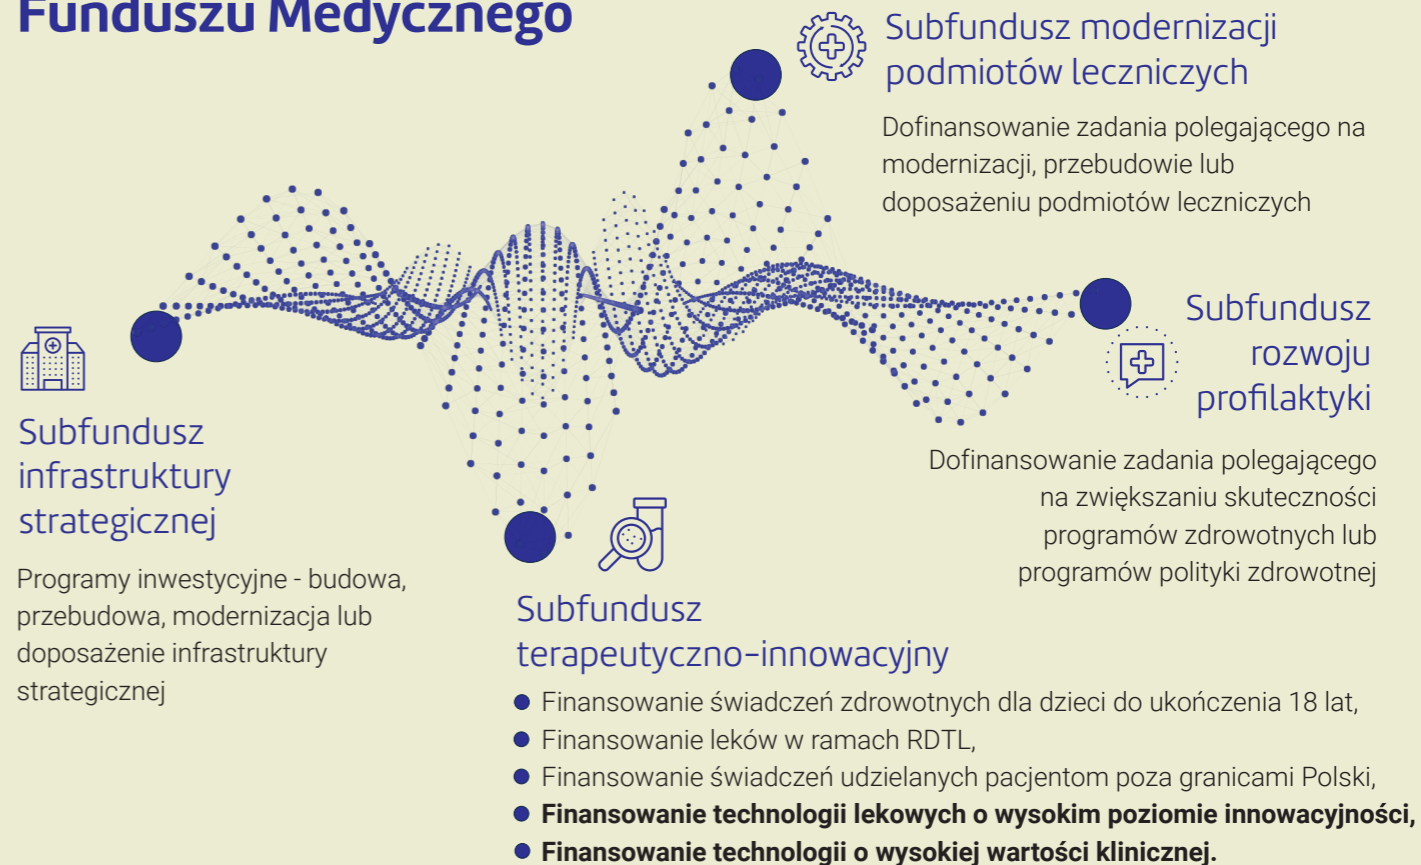 Funduszu Medycznego
Subfundusz modernizacji
podmiotów leczniczych
Dofinansowanie zadania polegającego na
modernizacji, przebudowie lub
doposażeniu podmiotów leczniczych
Subfundusz
rozwoju
profilaktyki
Dofinansowanie zadania polegającego
na zwiększaniu skuteczności
programów zdrowotnych lub
programów polityki zdrowotnej
Subfundusz
infrastruktury
strategicznej
Programy inwestycyjne - budowa,
przebudowa, modernizacja lub
doposażenie infrastruktury
strategicznej
Subfundusz
terapeutyczno-innowacyjny
Finansowanie świadczeń zdrowotnych dla dzieci do ukończenia 18 lat,
Finansowanie leków w ramach RDTL,
Finansowanie świadczeń udzielanych pacjentom poza granicami Polski,
Finansowanie technologii lekowych o wysokim poziomie innowacyjności,
Finansowanie technologii o wysokiej wartości klinicznej.